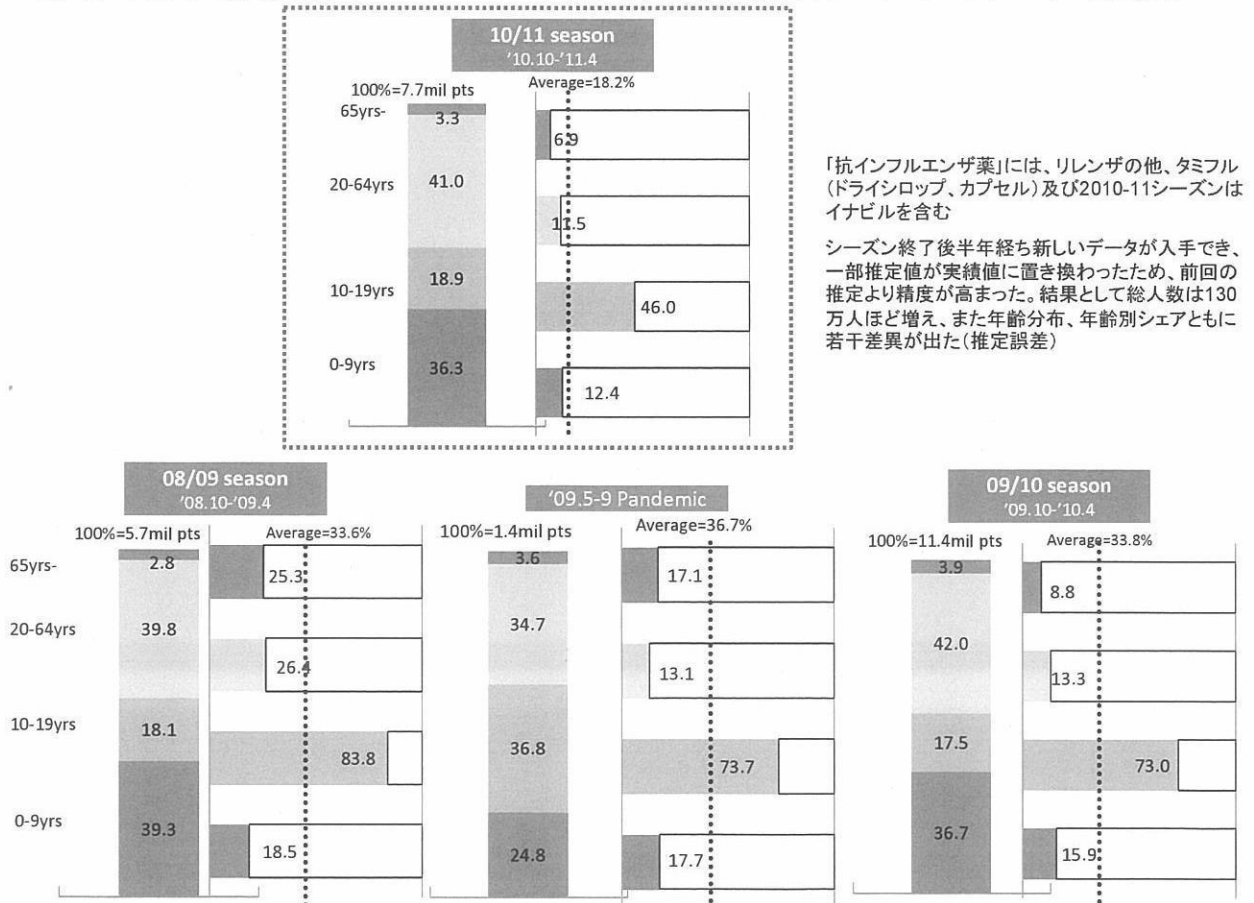 10/11 season
'10.10-'11.4
100%=7.7mil pts
Average=18.2%
65yrs-
3.3
6.9
20-64yrs
41.0
11.5
10-19yrs
18.9
46.0
0-9yrs
36.3
12.4
「抗インフルエンザ薬」には、リレンザの他、タミフル
(ドライシロップ、カプセル)及び2010-11シーズンは
イナビルを含む
シーズン終了後半年経ち新しいデータが入手でき、
一部推定値が実績値に置き換わったため、前回の
推定より精度が高まった。結果として総人数は130
万人ほど増え、また年齢分布、年齢別シェアともに
若干差異が出た(推定誤差)
08/09 season
'08.10-'09.4
100%=5.7mil pts
Average=33.6%
65yrs-
2.8
25.3
20-64yrs
39.8
26.4
10-19yrs
18.1
83.8
0-9yrs
39.3
18.5
'09.5-9 Pandemic
100%=1.4mil pts
Average=36.7%
3.6
17.1
34.7
13.1
36.8
73.7
24.8
17.7
09/10 season
'09.10-'10.4
100%=11.4mil pts
Average=33.8%
3.9
8.8
42.0
13.3
17.5
73.0
36.7
15.9